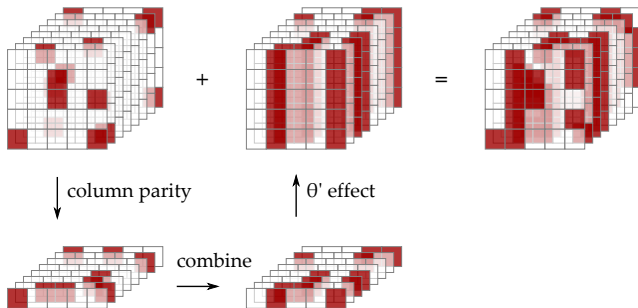 +
=
column parity
θ' effect
combine